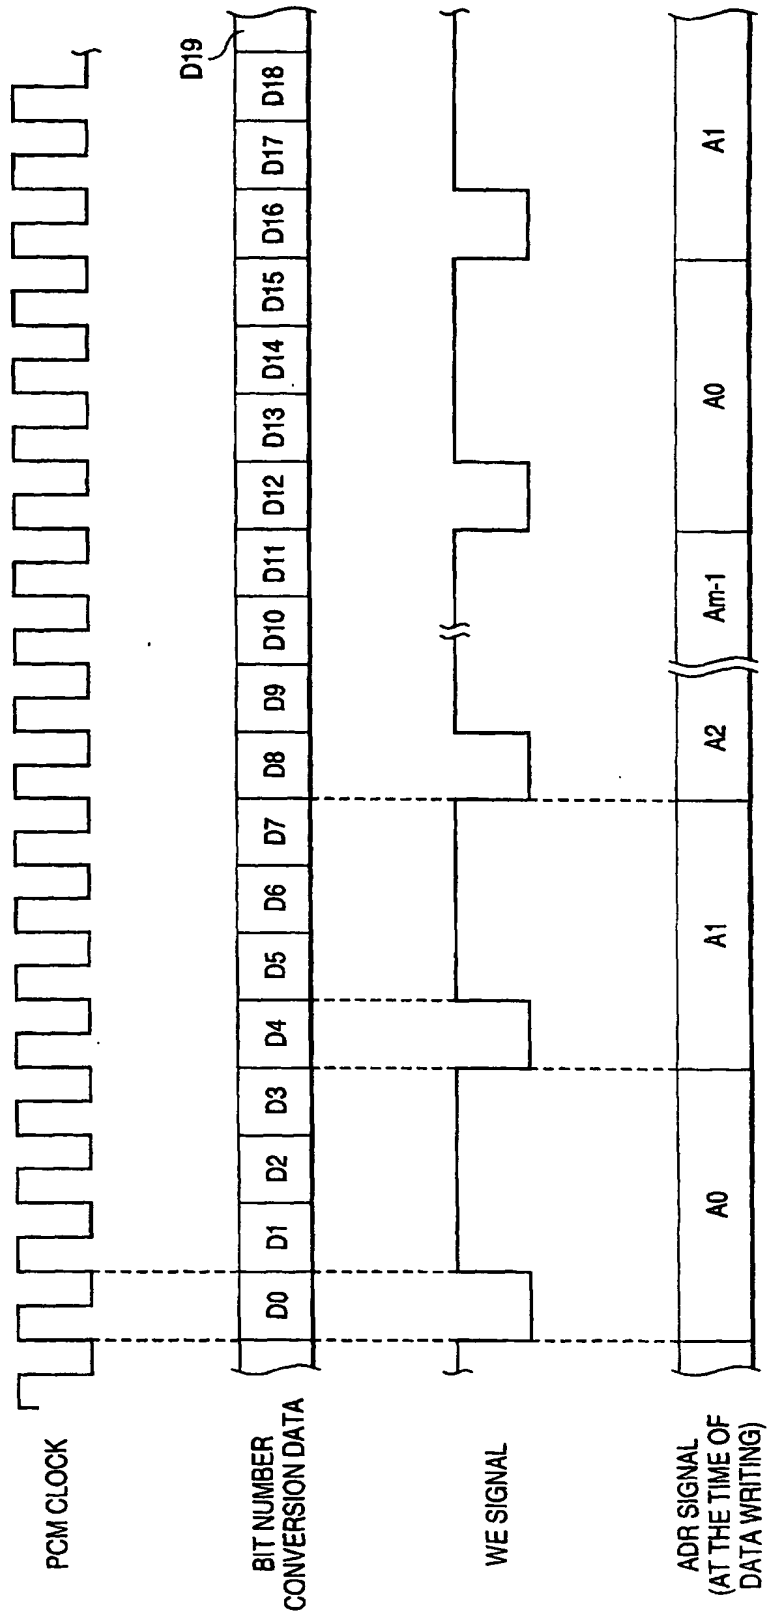 PCM CLOCK
BIT NUMBER
CONVERSION DATA
D0 D1 D2 D3 D4 D5 D6 D7 D8 D9 D10 D11 D12 D13 D14 D15 D16 D17 D18 D19
WE SIGNAL
ADR SIGNAL
(AT THE TIME OF
DATA WRITING)
A0 A1 A2 Am-1 A0 A1